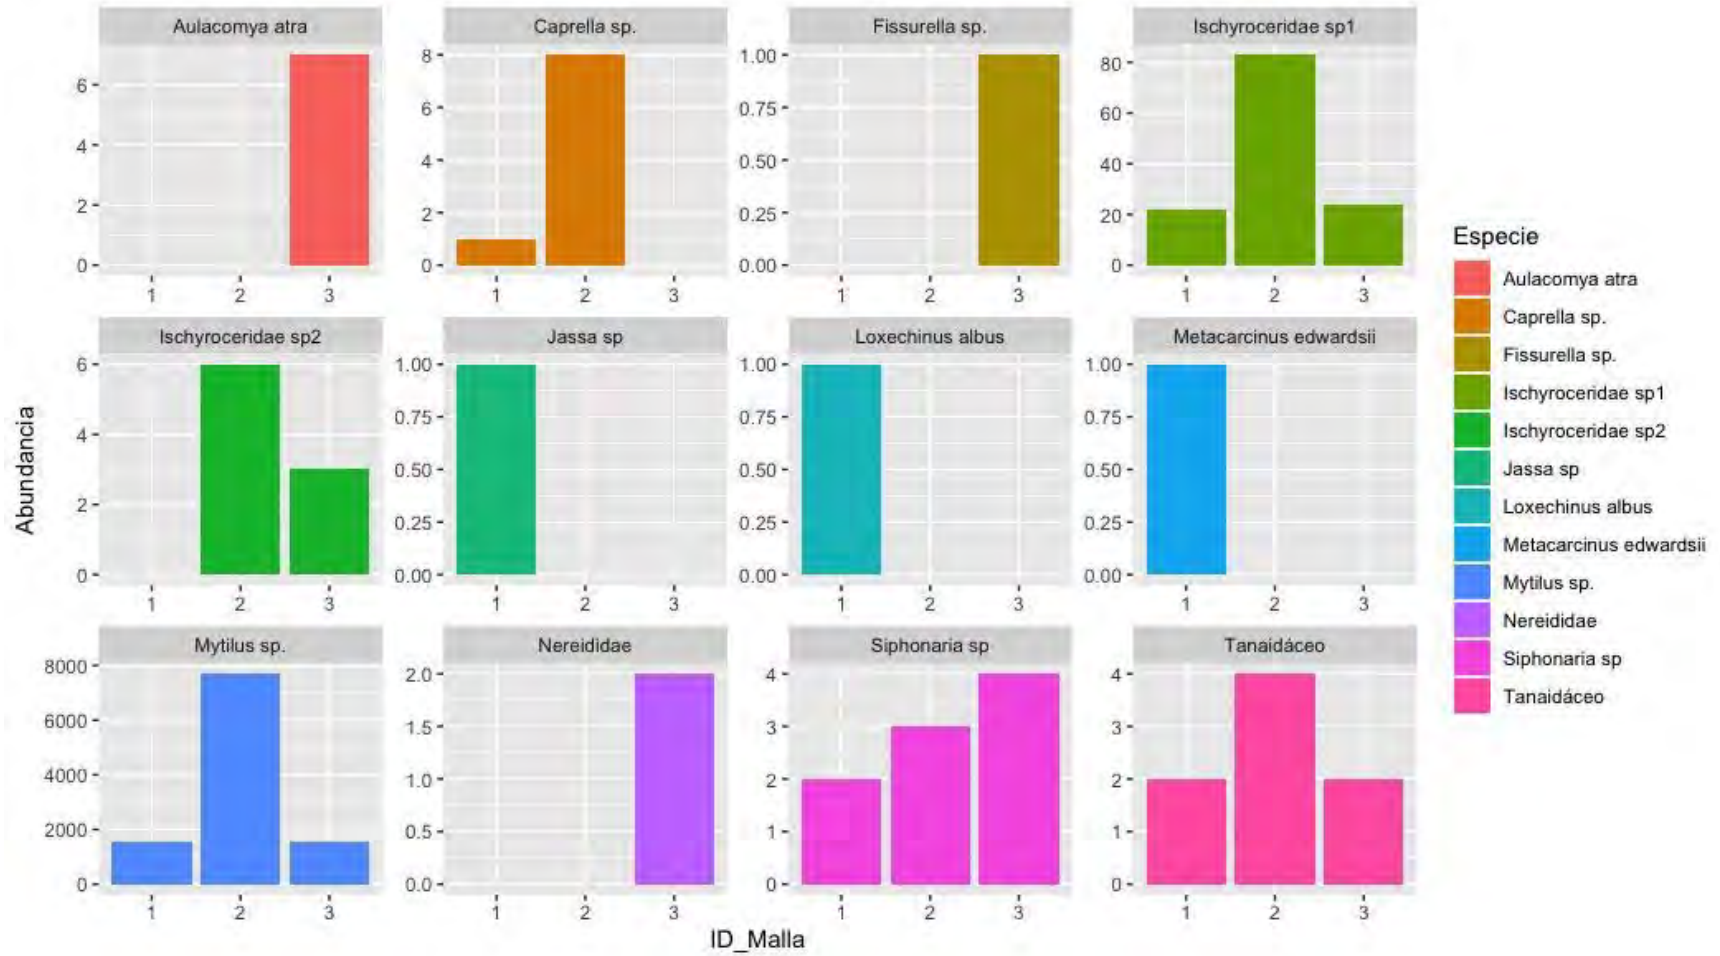 Aulacomya atra
Caprella sp.
Fissurella sp.
Ischyroceridae sp1
6
4
2
0
1 2 3
8
6
4
2
0
1 2 3
1.00
0.75
0.50
0.25
0.00
1 2 3
80
60
40
20
0
1 2 3
Ischyroceridae sp2
Jassa sp
Loxechinus albus
Metacarcinus edwardsii
6
4
2
0
1 2 3
1.00
0.75
0.50
0.25
0.00
1 2 3
1.00
0.75
0.50
0.25
0.00
1 2 3
1.00
0.75
0.50
0.25
0.00
1 2 3
Mytilus sp.
Nereididae
Siphonaria sp
Tanaidáceo
8000
6000
4000
2000
0
1 2 3
2.0
1.5
1.0
0.5
0.0
1 2 3
4
3
2
1
0
1 2 3
4
3
2
1
0
1 2 3
Abundancia
ID_Malla
Especie
Aulacomya atra
Caprella sp.
Fissurella sp.
Ischyroceridae sp1
Ischyroceridae sp2
Jassa sp
Loxechinus albus
Metacarcinus edwardsii
Mytilus sp.
Nereididae
Siphonaria sp
Tanaidáceo